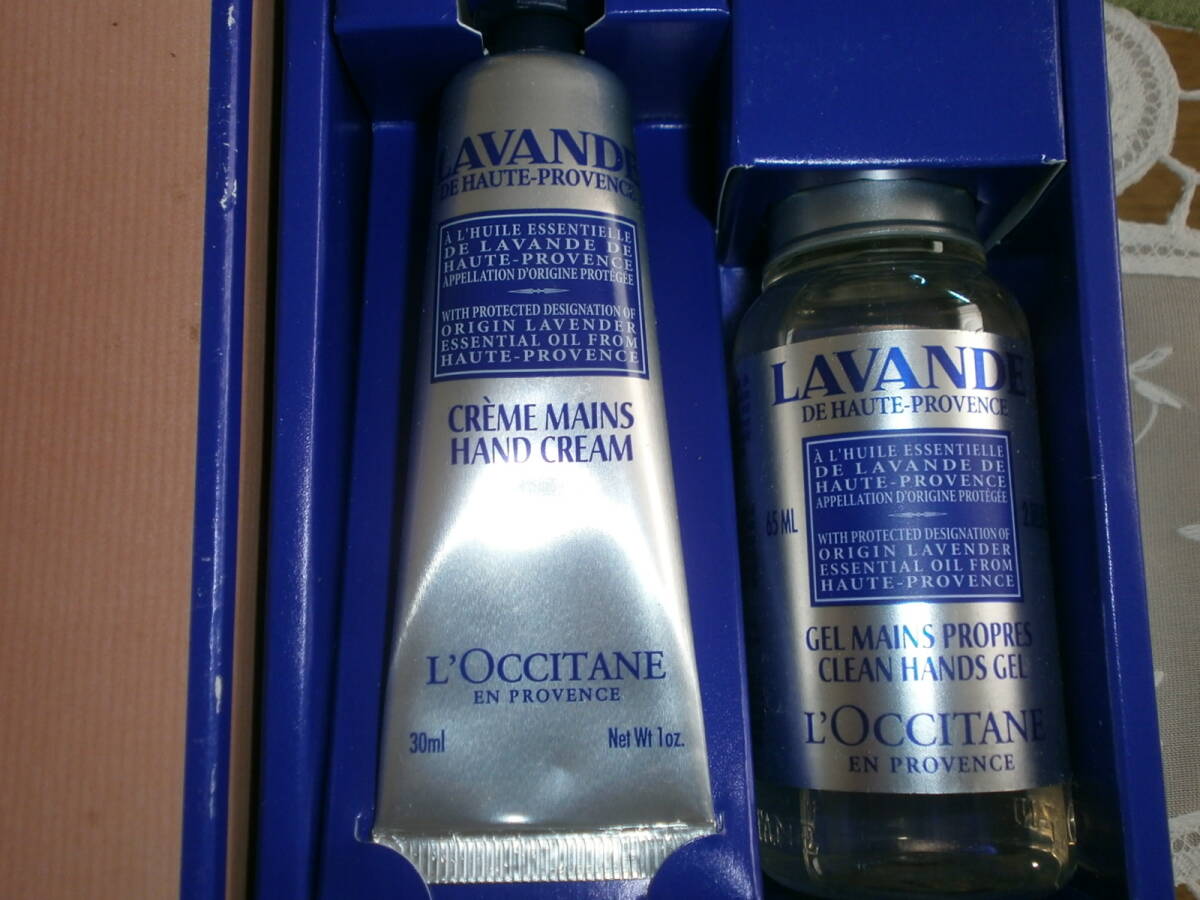 LAVANDE
DE HAUTE-PROVENCE
À L'HUILE ESSENTIELLE
DE LAVANDE DE
HAUTE-PROVENCE
APPELLATION D'ORIGINE PROTÉGÉE
WITH PROTECTED DESIGNATION OF
ORIGIN LAVENDER
ESSENTIAL OIL FROM
HAUTE-PROVENCE
CRÈME MAINS
HAND CREAM
L'OCCITANE
EN PROVENCE
30ml Net Wt 1oz.
LAVANDE
DE HAUTE-PROVENCE
À L'HUILE ESSENTIELLE
DE LAVANDE DE
HAUTE-PROVENCE
APPELLATION D'ORIGINE PROTÉGÉE
65 ML
WITH PROTECTED DESIGNATION OF
ORIGIN LAVENDER
ESSENTIAL OIL FROM
HAUTE-PROVENCE
GEL MAINS PROPRES
CLEAN HANDS GEL
L'OCCITANE
EN PROVENCE